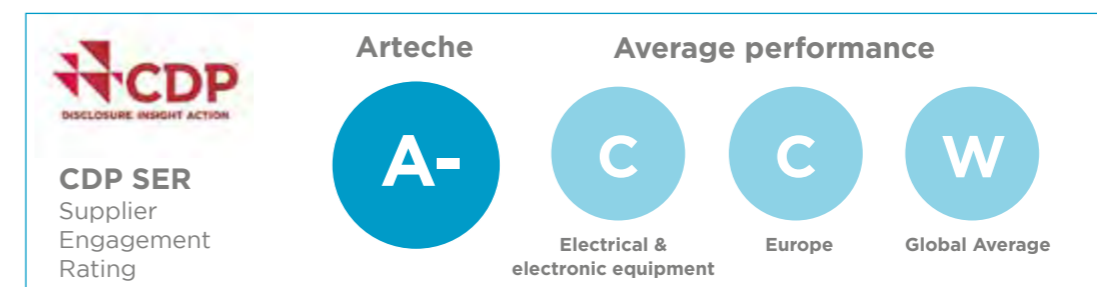 CDP
DISCLOSURE INSIGHT ACTION
CDP SER
Supplier
Engagement
Rating
Arteche
A-
Average performance
C
Electrical &
electronic equipment
C
Europe
W
Global Average